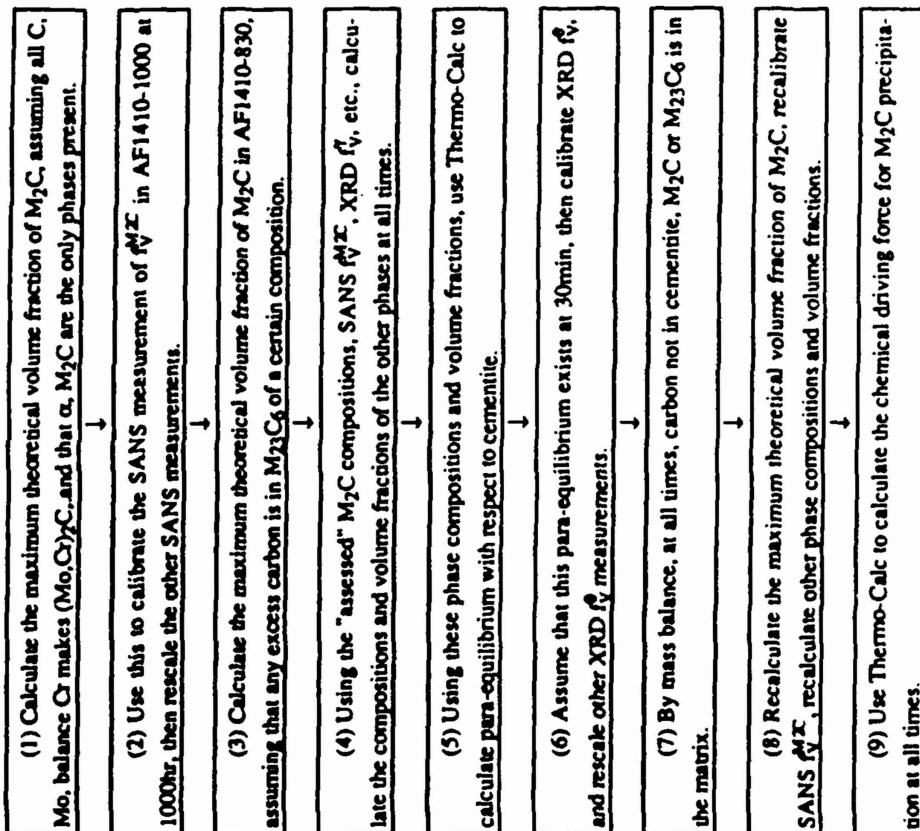 (1) Calculate the maximum theoretical volume fraction of M₂C, assuming all C,
Mo, balance Cr makes (Mo,Cr)₂C, and that α, M₂C are the only phases present.
→
(2) Use this to calibrate the SANS measurement of f_V^{M2C} in AF1410-1000 at
1000hr, then rescale the other SANS measurements.
→
(3) Calculate the maximum theoretical volume fraction of M₂C in AF1410-830,
assuming that any excess carbon is in M₂₃C₆ of a certain composition.
→
(4) Using the "assessed" M₂C compositions, SANS f_V^{M2C}, XRD f_V^γ, etc., calcu-
late the compositions and volume fractions of the other phases at all times.
→
(5) Using these phase compositions and volume fractions, use Thermo-Calc to
calculate para-equilibrium with respect to cementite.
→
(6) Assume that this para-equilibrium exists at 30min, then calibrate XRD f_V^θ,
and rescale other XRD f_V^θ measurements.
→
(7) By mass balance, at all times, carbon not in cementite, M₂C or M₂₃C₆ is in
the matrix.
→
(8) Recalculate the maximum theoretical volume fraction of M₂C, recalibrate
SANS f_V^{M2C}, recalculate other phase compositions and volume fractions.
→
(9) Use Thermo-Calc to calculate the chemical driving force for M₂C precipita-
tion at all times.